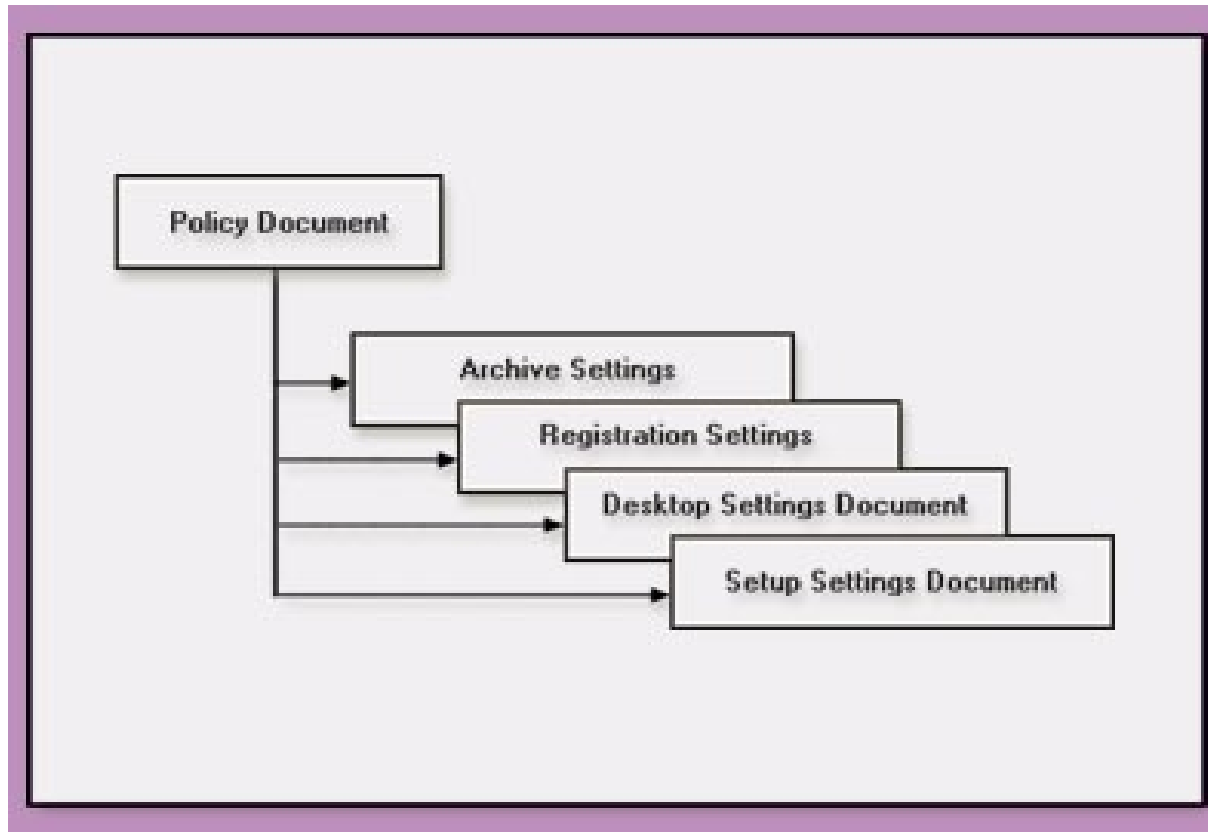 Policy Document
Archive Settings
Registration Settings
Desktop Settings Document
Setup Settings Document